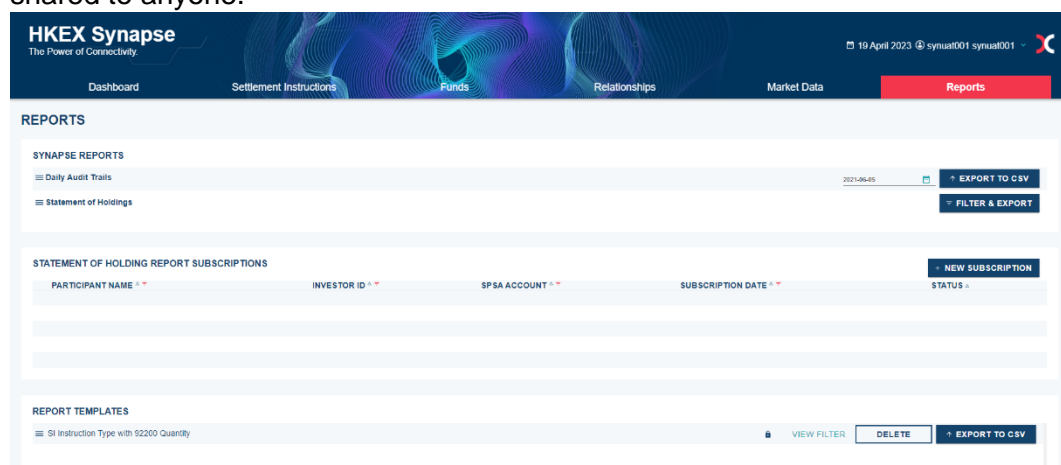 shared to anyone.
HKEX Synapse
The Power of Connectivity.
19 April 2023 synuat001 synuat001
Dashboard Settlement Instructions Funds Relationships Market Data Reports
REPORTS
SYNAPSE REPORTS
Daily Audit Trails 2021-06-05 EXPORT TO CSV
Statement of Holdings FILTER & EXPORT
STATEMENT OF HOLDING REPORT SUBSCRIPTIONS
+ NEW SUBSCRIPTION
PARTICIPANT NAME INVESTOR ID SPSA ACCOUNT SUBSCRIPTION DATE STATUS
REPORT TEMPLATES
SI Instruction Type with 92200 Quantity VIEW FILTER DELETE EXPORT TO CSV